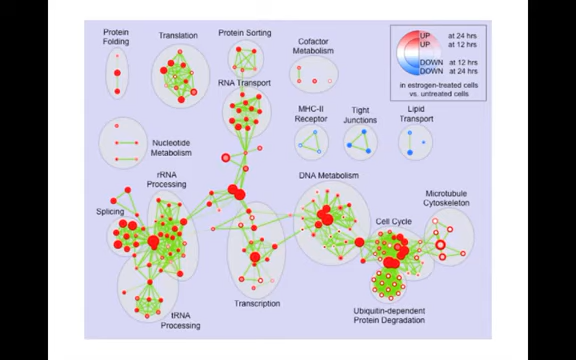 Protein
Folding
Translation
Protein Sorting
Cofactor
Metabolism
UP at 24 hrs
UP at 12 hrs
DOWN at 12 hrs
DOWN at 24 hrs
in estrogen-treated cells
vs. untreated cells
RNA Transport
MHC-II
Receptor
Tight
Junctions
Lipid
Transport
Nucleotide
Metabolism
rRNA
Processing
DNA Metabolism
Microtubule
Cytoskeleton
Splicing
Cell Cycle
Transcription
tRNA
Processing
Ubiquitin-dependent
Protein Degradation